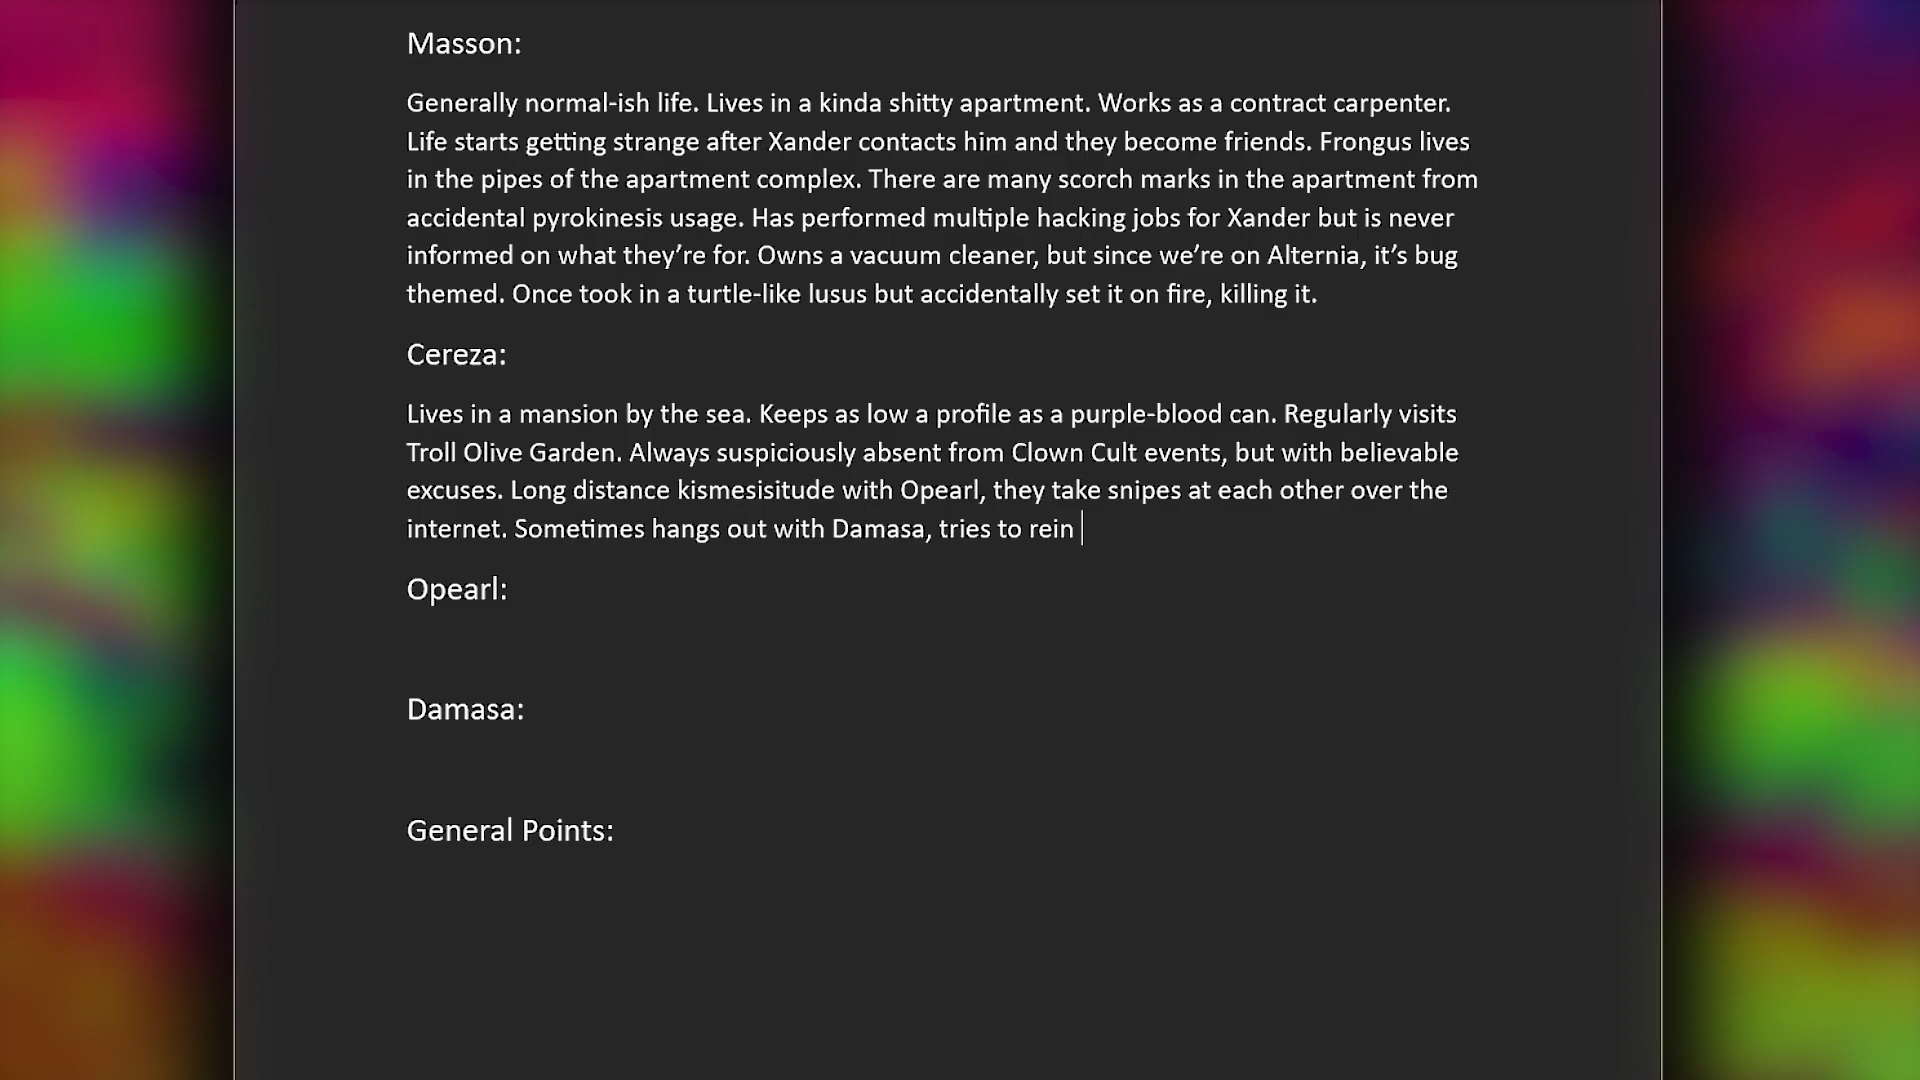 Masson:
Generally normal-ish life. Lives in a kinda shitty apartment. Works as a contract carpenter.
Life starts getting strange after Xander contacts him and they become friends. Frongus lives
in the pipes of the apartment complex. There are many scorch marks in the apartment from
accidental pyrokinesis usage. Has performed multiple hacking jobs for Xander but is never
informed on what they’re for. Owns a vacuum cleaner, but since we’re on Alternia, it’s bug
themed. Once took in a turtle-like lusus but accidentally set it on fire, killing it.
Cereza:
Lives in a mansion by the sea. Keeps as low a profile as a purple-blood can. Regularly visits
Troll Olive Garden. Always suspiciously absent from Clown Cult events, but with believable
excuses. Long distance kismesisitude with Opearl, they take snipes at each other over the
internet. Sometimes hangs out with Damasa, tries to rein
Opearl:
Damasa:
General Points: